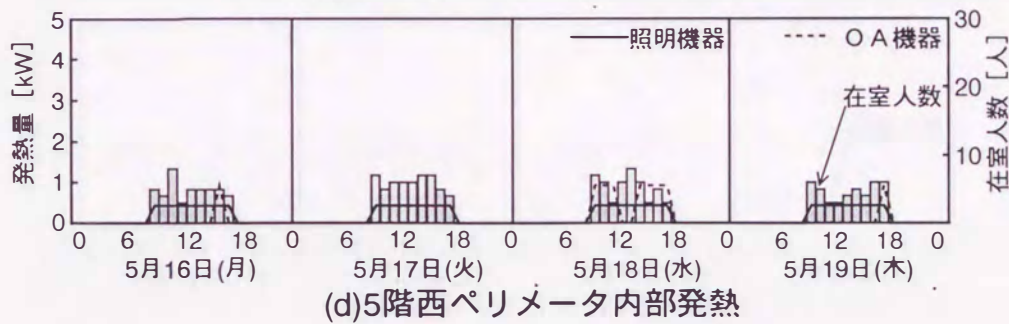 発熱量 [kW]
5
4
3
2
1
0
照明機器
OA機器
在室人数
30
20
10
0
在室人数 [人]
0 6 12 18 0 6 12 18 0 6 12 18 0 6 12 18 0
5月16日(月) 5月17日(火) 5月18日(水) 5月19日(木)
(d)5階西ペリメータ内部発熱